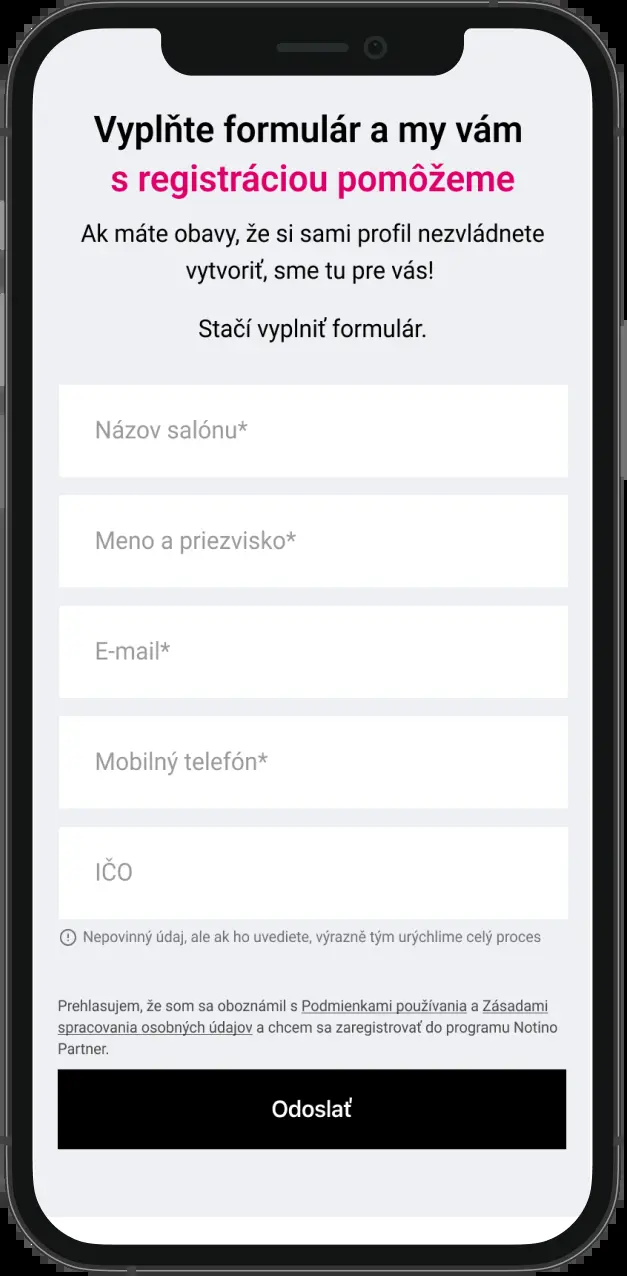 Vyplňte formulár a my vám
s registráciou pomôžeme
Ak máte obavy, že si sami profil nezvládnete
vytvoriť, sme tu pre vás!
Stačí vyplniť formulár.
Názov salónu*
Meno a priezvisko*
E-mail*
Mobilný telefón*
IČO
Nepovinný údaj, ale ak ho uvediete, výrazně tým urýchlime celý proces
Prehlasujem, že som sa oboznámil s Podmienkami používania a Zásadami
spracovania osobných údajov a chcem sa zaregistrovať do programu Notino
Partner.
Odoslať